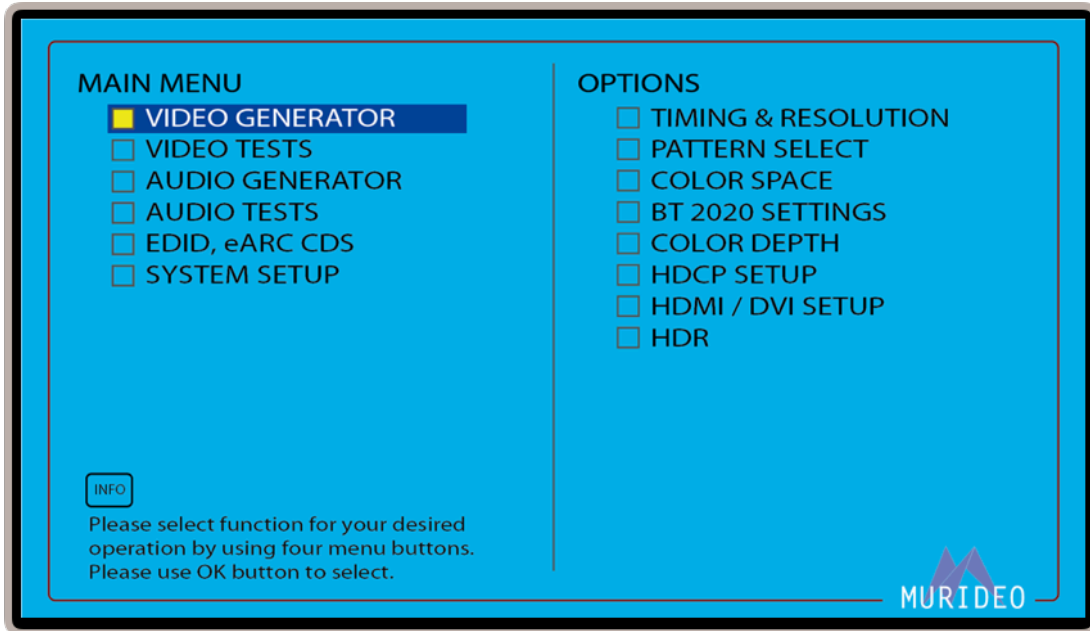 MAIN MENU
VIDEO GENERATOR
VIDEO TESTS
AUDIO GENERATOR
AUDIO TESTS
EDID, eARC CDS
SYSTEM SETUP
OPTIONS
TIMING & RESOLUTION
PATTERN SELECT
COLOR SPACE
BT 2020 SETTINGS
COLOR DEPTH
HDCP SETUP
HDMI / DVI SETUP
HDR
INFO
Please select function for your desired
operation by using four menu buttons.
Please use OK button to select.
MURIDEO